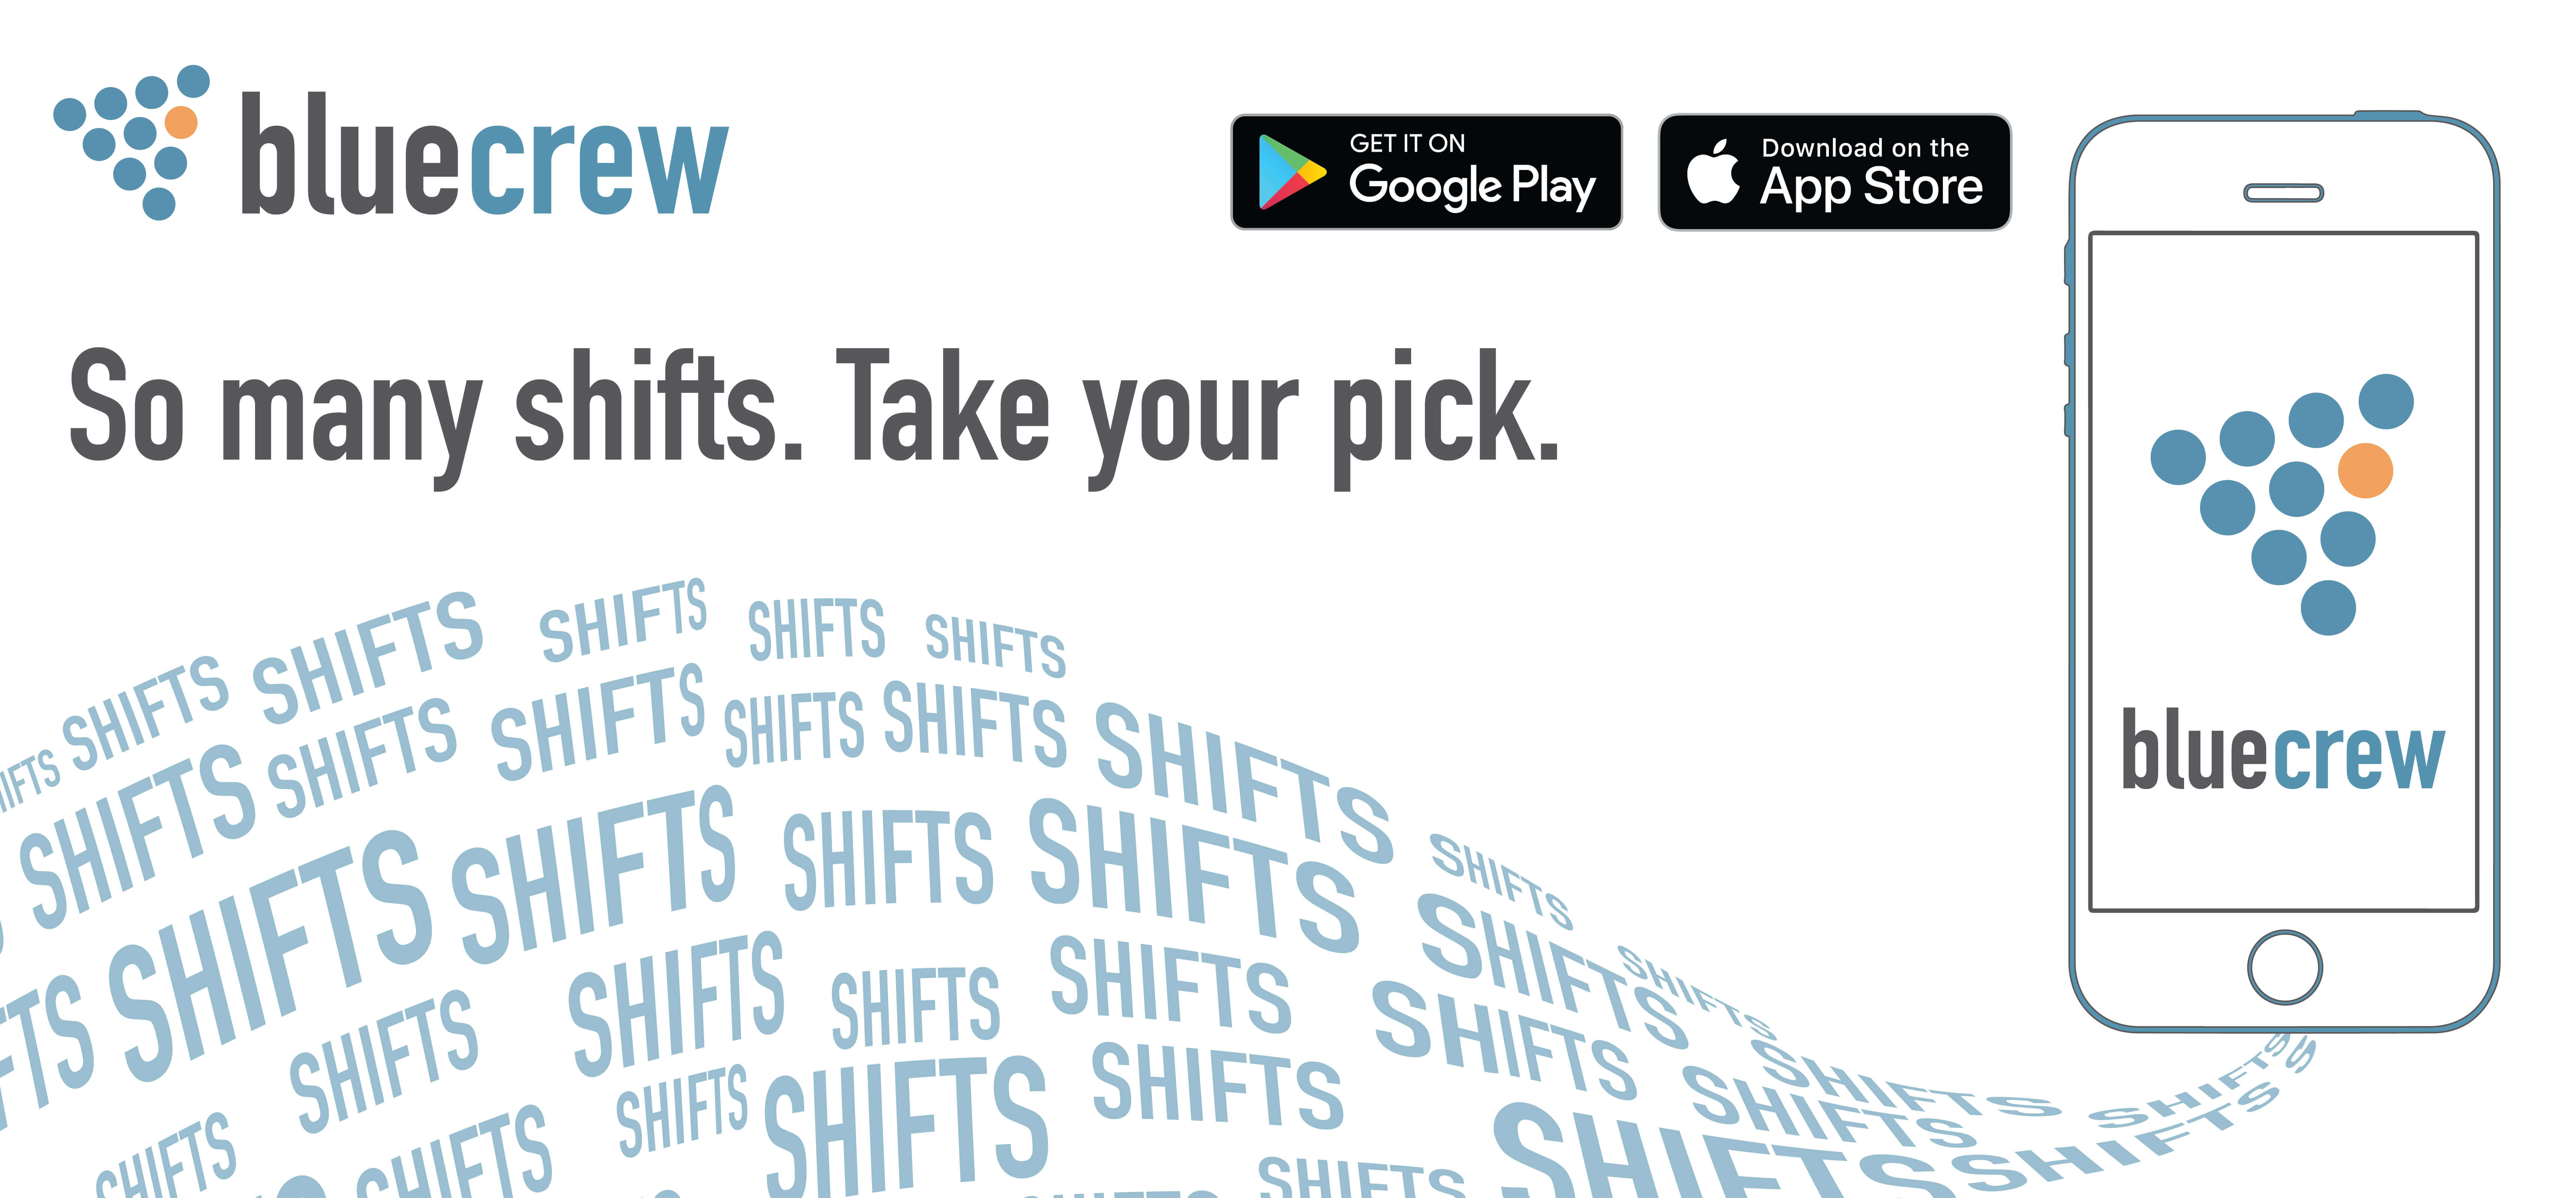 bluecrew
GET IT ON
Google Play
Download on the
App Store
So many shifts. Take your pick.
bluecrew
SHIFTS SHIFTS SHIFTS SHIFTS SHIFTS
SHIFTS SHIFTS SHIFTS SHIFTS SHIFTS SHIFTS
SHIFTS SHIFTS SHIFTS SHIFTS SHIFTS
SHIFTS SHIFTS SHIFTS SHIFTS SHIFTS SHIFTS
SHIFTS SHIFTS SHIFTS SHIFTS SHIFTS SHIFTS
SHIFTS SHIFTS SHIFTS SHIFTS SHIFTS SHIFTS